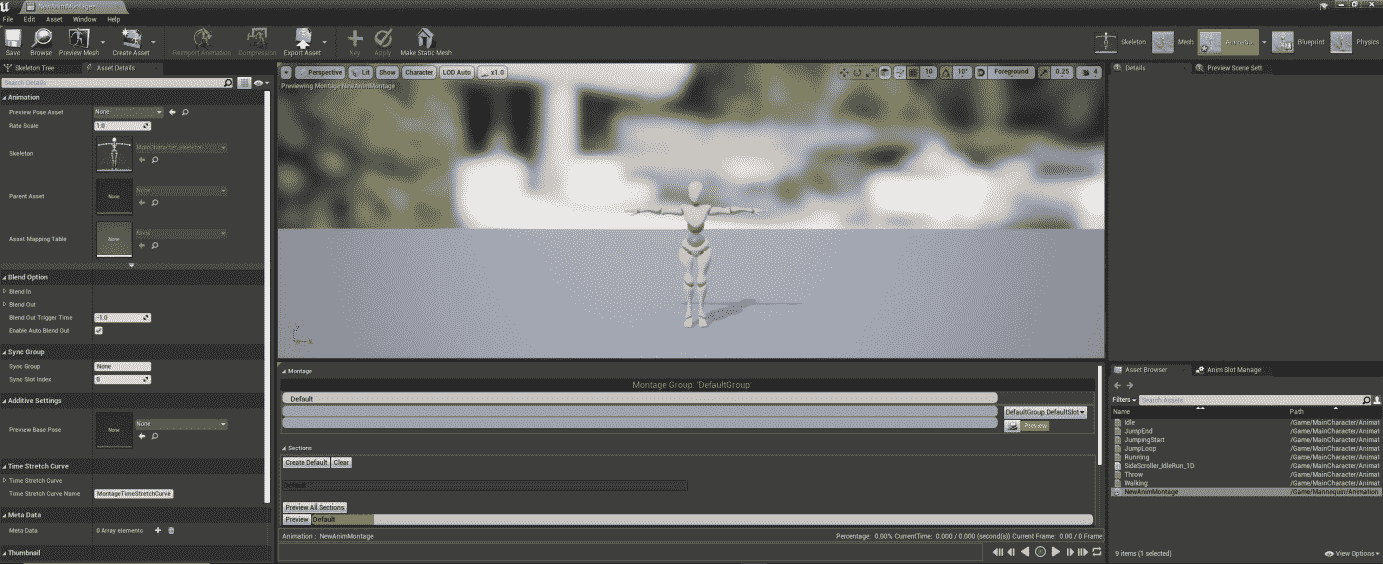 NewAnimMontage
File Edit Asset Window Help
Save Browse Preview Mesh Create Asset Reimport Animation Compression Export Asset Key Apply Make Static Mesh
Skeleton Mesh Animation Blueprint Physics
Skeleton Tree Asset Details
Search Details
Animation
Preview Pose Asset None
Rate Scale 1.0
Skeleton MainCharacter_Skeleton
Parent Asset None None
Asset Mapping Table None None
Blend Option
Blend In
Blend Out
Blend Out Trigger Time -1.0
Enable Auto Blend Out
Sync Group
Sync Group None
Sync Slot Index 0
Additive Settings
Preview Base Pose None None
Time Stretch Curve
Time Stretch Curve
Time Stretch Curve Name MontageTimeStretchCurve
Meta Data
Meta Data 0 Array elements
Thumbnail
Perspective Lit Show Character LOD Auto x1.0
10 10° Foreground 0.25 4
Previewing Montage NewAnimMontage
Montage
Montage Group: 'DefaultGroup'
Default
DefaultGroup.DefaultSlot
Preview
Sections
Create Default Clear
Default
Preview All Sections
Preview Default
Animation : NewAnimMontage Percentage: 0.00% CurrentTime: 0.000 / 0.000 (second(s)) Current Frame: 0.00 / 0 Frame
Details Preview Scene Sett
Asset Browser Anim Slot Manage
Filters Search Assets
Name Path
Idle /Game/MainCharacter/Animat
JumpEnd /Game/MainCharacter/Animat
JumpingStart /Game/MainCharacter/Animat
JumpLoop /Game/MainCharacter/Animat
Running /Game/MainCharacter/Animat
SideScroller_IdleRun_1D /Game/MainCharacter/Animat
Throw /Game/MainCharacter/Animat
Walking /Game/MainCharacter/Animat
NewAnimMontage /Game/Mannequin/Animation
9 items (1 selected) View Options